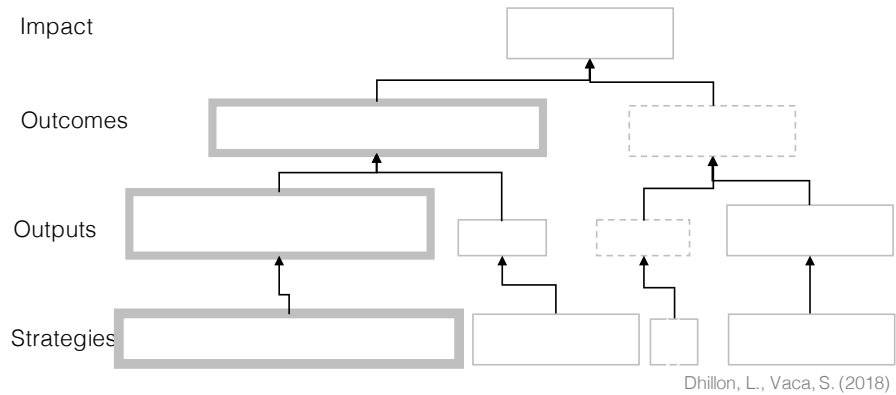 Impact
Outcomes
Outputs
Strategies
Dhillon, L., Vaca, S. (2018)